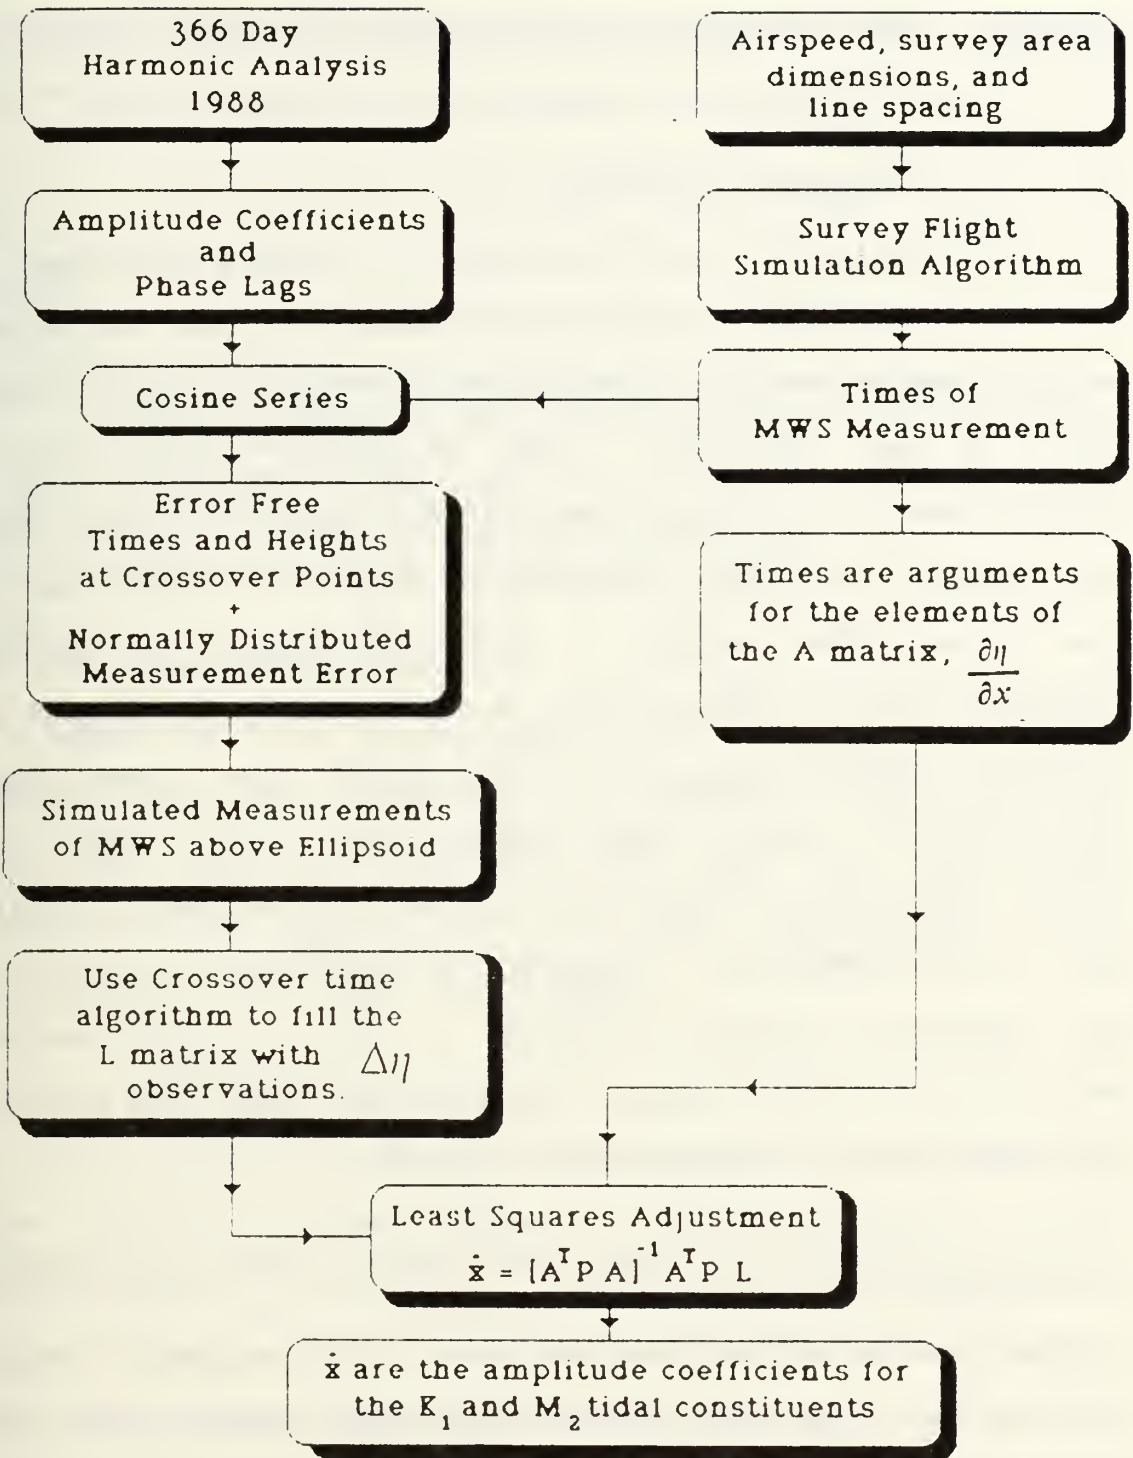 366 Day
Harmonic Analysis
1988
Airspeed, survey area
dimensions, and
line spacing
Amplitude Coefficients
and
Phase Lags
Survey Flight
Simulation Algorithm
Cosine Series
Times of
MWS Measurement
Error Free
Times and Heights
at Crossover Points
+
Normally Distributed
Measurement Error
Times are arguments
for the elements of
the A matrix, ∂η
∂x
Simulated Measurements
of MWS above Ellipsoid
Use Crossover time
algorithm to fill the
L matrix with Δη
observations.
Least Squares Adjustment
ẋ = [AᵀP A]⁻¹ AᵀP L
ẋ are the amplitude coefficients for
the K₁ and M₂ tidal constituents